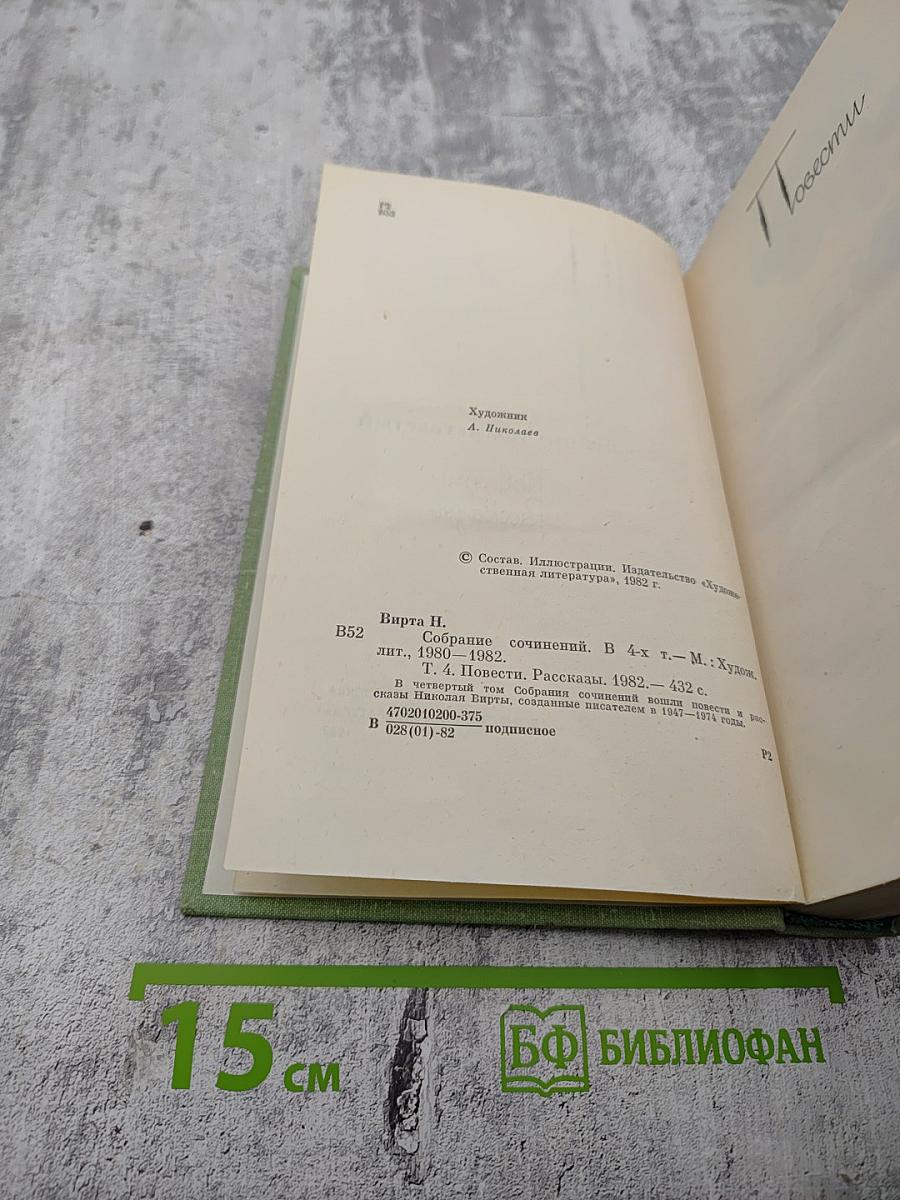 Р2
Художник
А. Николаев
© Состав. Иллюстрации. Издательство «Худож
ственная литература», 1982 г.
Вирта Н.
В52
Собрание сочинений. В 4-х т.— М.: Худож.
лит., 1980—1982.
Т. 4. Повести. Рассказы. 1982.— 432 с.
В четвертый том Собрания сочинений вошли повести и рас-
сказы Николая Вирты, созданные писателем в 1947—1974 годы.
В 4702010200-375
028(01)-82 подписное
Р2
Повести
15 см
БФ БИБЛИОФАН